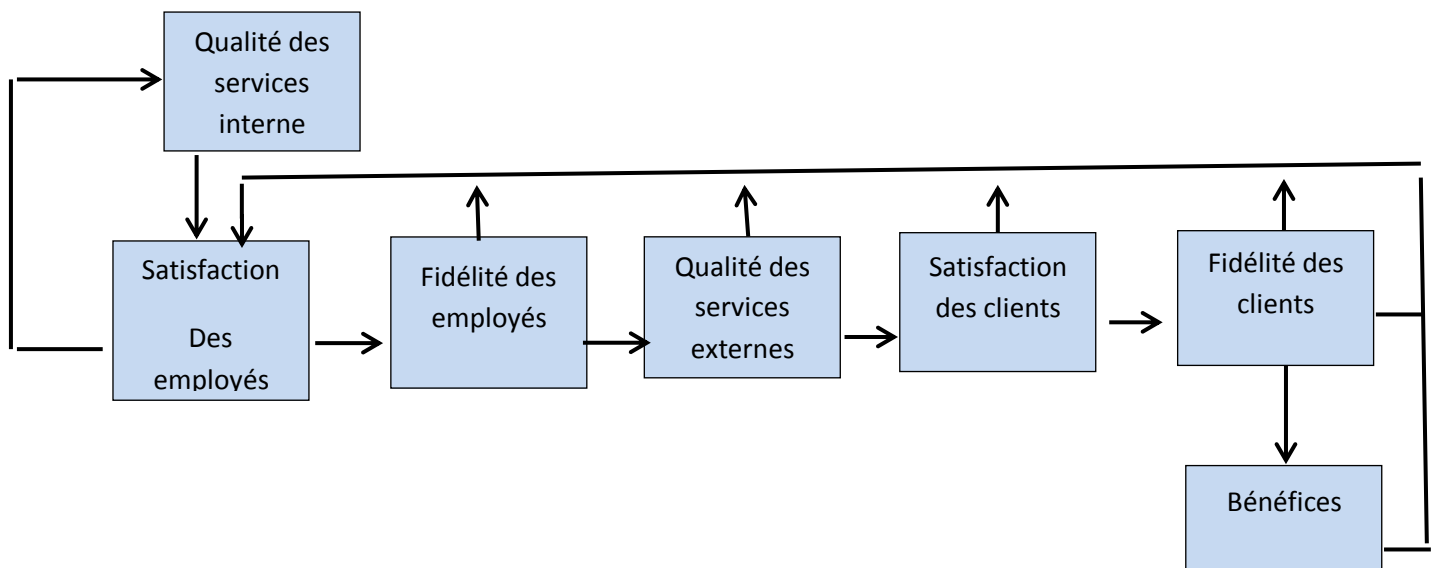 Qualité des
services
interne
Satisfaction
Des
employés
Fidélité des
employés
Qualité des
services
externes
Satisfaction
des clients
Fidélité des
clients
Bénéfices